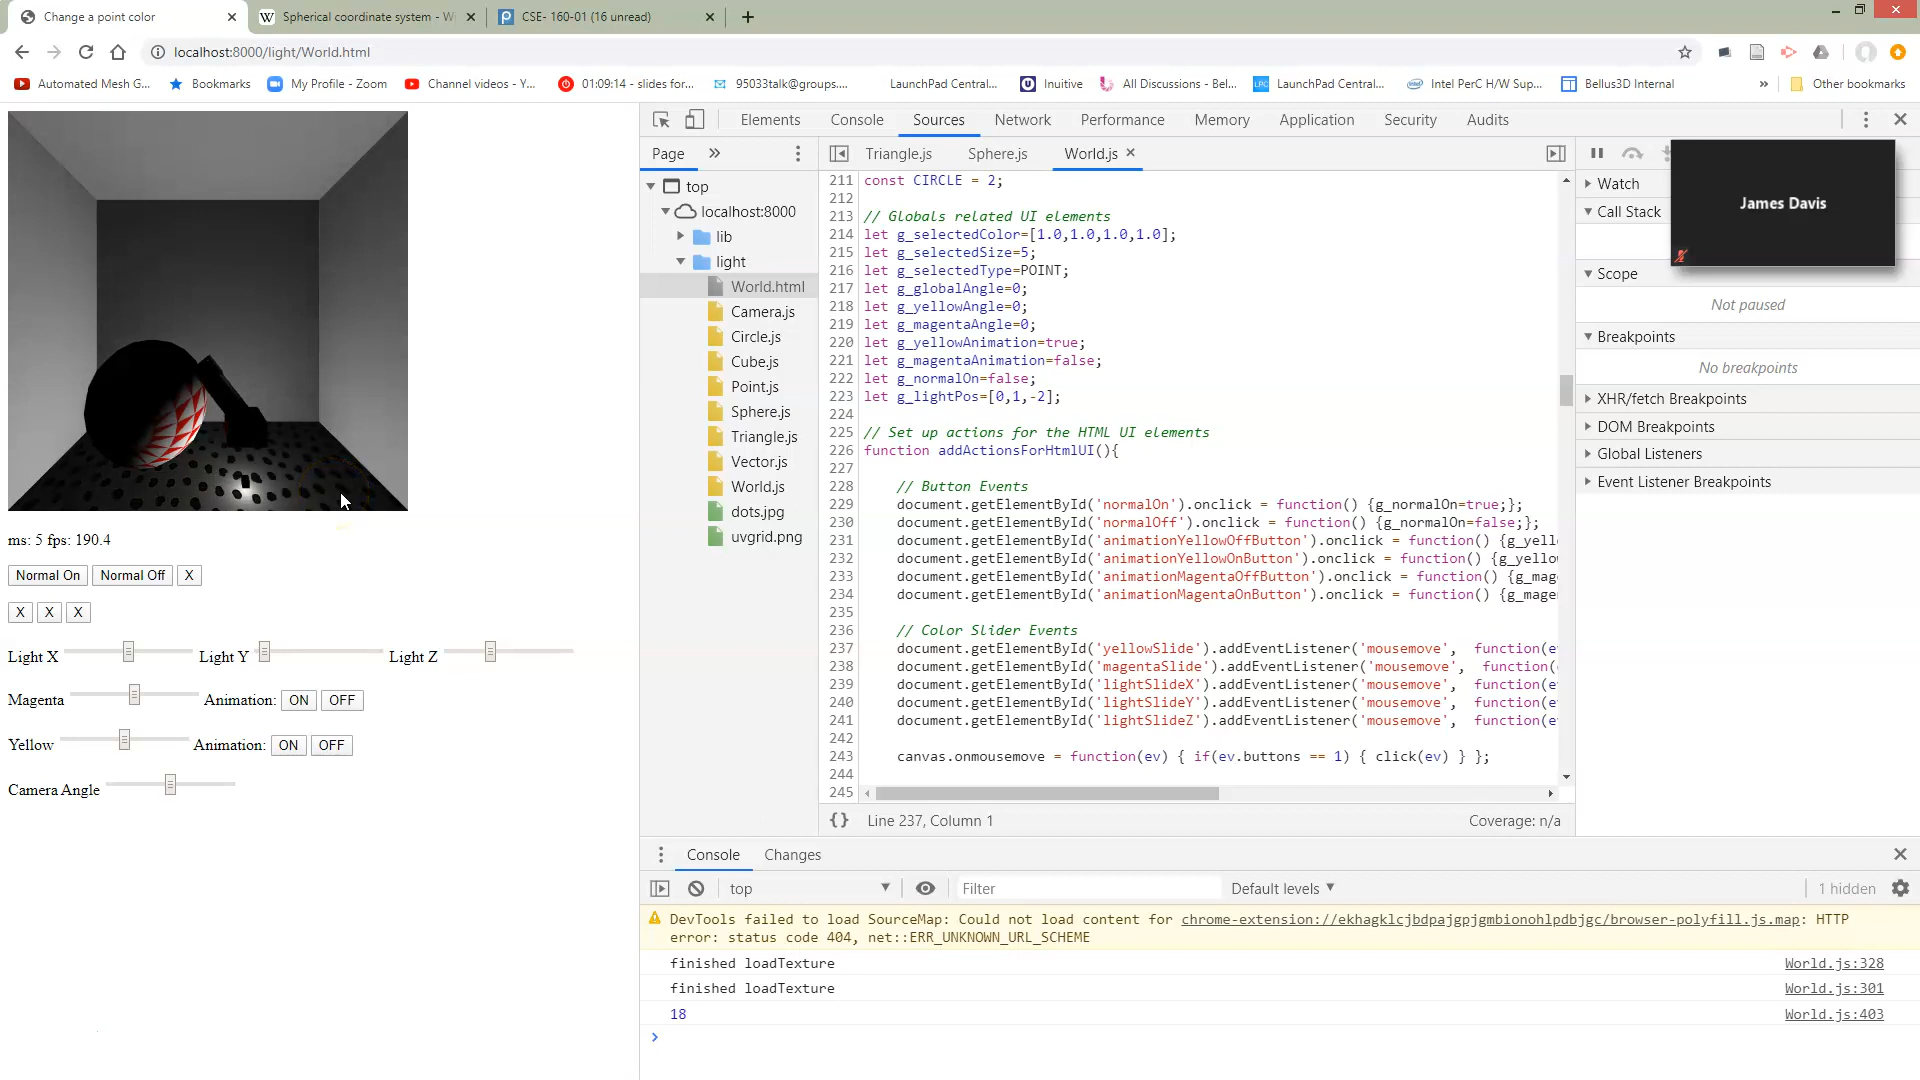 Change a point color
Spherical coordinate system - Wi
CSE- 160-01 (16 unread)
localhost:8000/light/World.html
Automated Mesh G...
Bookmarks
My Profile - Zoom
Channel videos - Y...
01:09:14 - slides for...
95033talk@groups....
LaunchPad Central...
Inuitive
All Discussions - Bel...
LaunchPad Central...
Intel PerC H/W Sup...
Bellus3D Internal
»
Other bookmarks
Elements Console Sources Network Performance Memory Application Security Audits
Page »
Triangle.js Sphere.js World.js
top
localhost:8000
lib
light
World.html
Camera.js
Circle.js
Cube.js
Point.js
Sphere.js
Triangle.js
Vector.js
World.js
dots.jpg
uvgrid.png
211 const CIRCLE = 2;
212
213 // Globals related UI elements
214 let g_selectedColor=[1.0,1.0,1.0,1.0];
215 let g_selectedSize=5;
216 let g_selectedType=POINT;
217 let g_globalAngle=0;
218 let g_yellowAngle=0;
219 let g_magentaAngle=0;
220 let g_yellowAnimation=true;
221 let g_magentaAnimation=false;
222 let g_normalOn=false;
223 let g_lightPos=[0,1,-2];
224
225 // Set up actions for the HTML UI elements
226 function addActionsForHtmlUI(){
227
228 // Button Events
229 document.getElementById('normalOn').onclick = function() {g_normalOn=true;};
230 document.getElementById('normalOff').onclick = function() {g_normalOn=false;};
231 document.getElementById('animationYellowOffButton').onclick = function() {g_yell
232 document.getElementById('animationYellowOnButton').onclick = function() {g_yello
233 document.getElementById('animationMagentaOffButton').onclick = function() {g_mag
234 document.getElementById('animationMagentaOnButton').onclick = function() {g_mage
235
236 // Color Slider Events
237 document.getElementById('yellowSlide').addEventListener('mousemove', function(e
238 document.getElementById('magentaSlide').addEventListener('mousemove', function(
239 document.getElementById('lightSlideX').addEventListener('mousemove', function(e
240 document.getElementById('lightSlideY').addEventListener('mousemove', function(e
241 document.getElementById('lightSlideZ').addEventListener('mousemove', function(e
242
243 canvas.onmousemove = function(ev) { if(ev.buttons == 1) { click(ev) } };
244
245
{} Line 237, Column 1
Coverage: n/a
Watch
Call Stack
James Davis
Scope
Not paused
Breakpoints
No breakpoints
XHR/fetch Breakpoints
DOM Breakpoints
Global Listeners
Event Listener Breakpoints
ms: 5 fps: 190.4
Normal On Normal Off X
X X X
Light X Light Y Light Z
Magenta Animation: ON OFF
Yellow Animation: ON OFF
Camera Angle
Console Changes
top Filter Default levels 1 hidden
DevTools failed to load SourceMap: Could not load content for chrome-extension://ekhagklcjbdpajgpjgmbionohlpdbjgc/browser-polyfill.js.map: HTTP
error: status code 404, net::ERR_UNKNOWN_URL_SCHEME
finished loadTexture World.js:328
finished loadTexture World.js:301
18 World.js:403